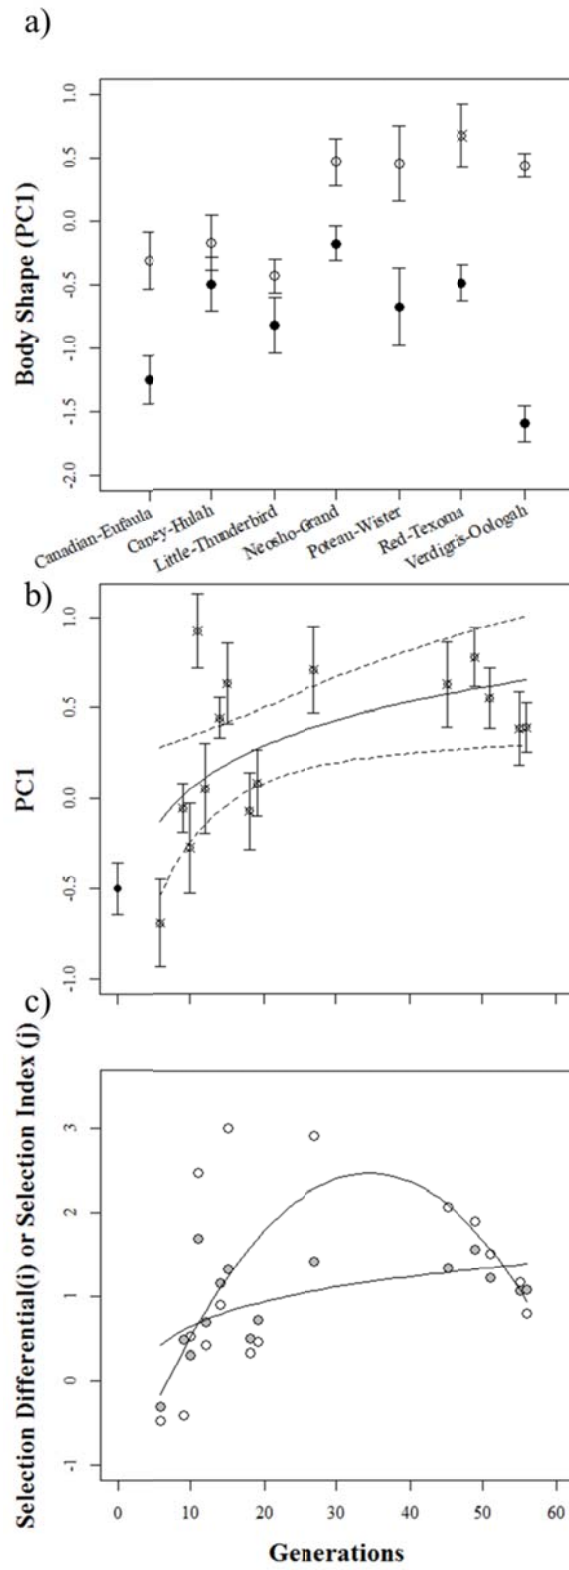 a)
Body Shape (PC1)
1.0
0.5
0.0
-0.5
-1.0
-1.5
-2.0
Canadian-Eufaula
Caney-Hulah
Little-Thunderbird
Neosho-Grand
Poteau-Wister
Red-Texoma
Verdigris-Oologah
b)
PC1
1.0
0.5
0.0
-0.5
-1.0
c)
Selection Differential(i) or Selection Index (j)
3
2
1
0
-1
0 10 20 30 40 50 60
Generations